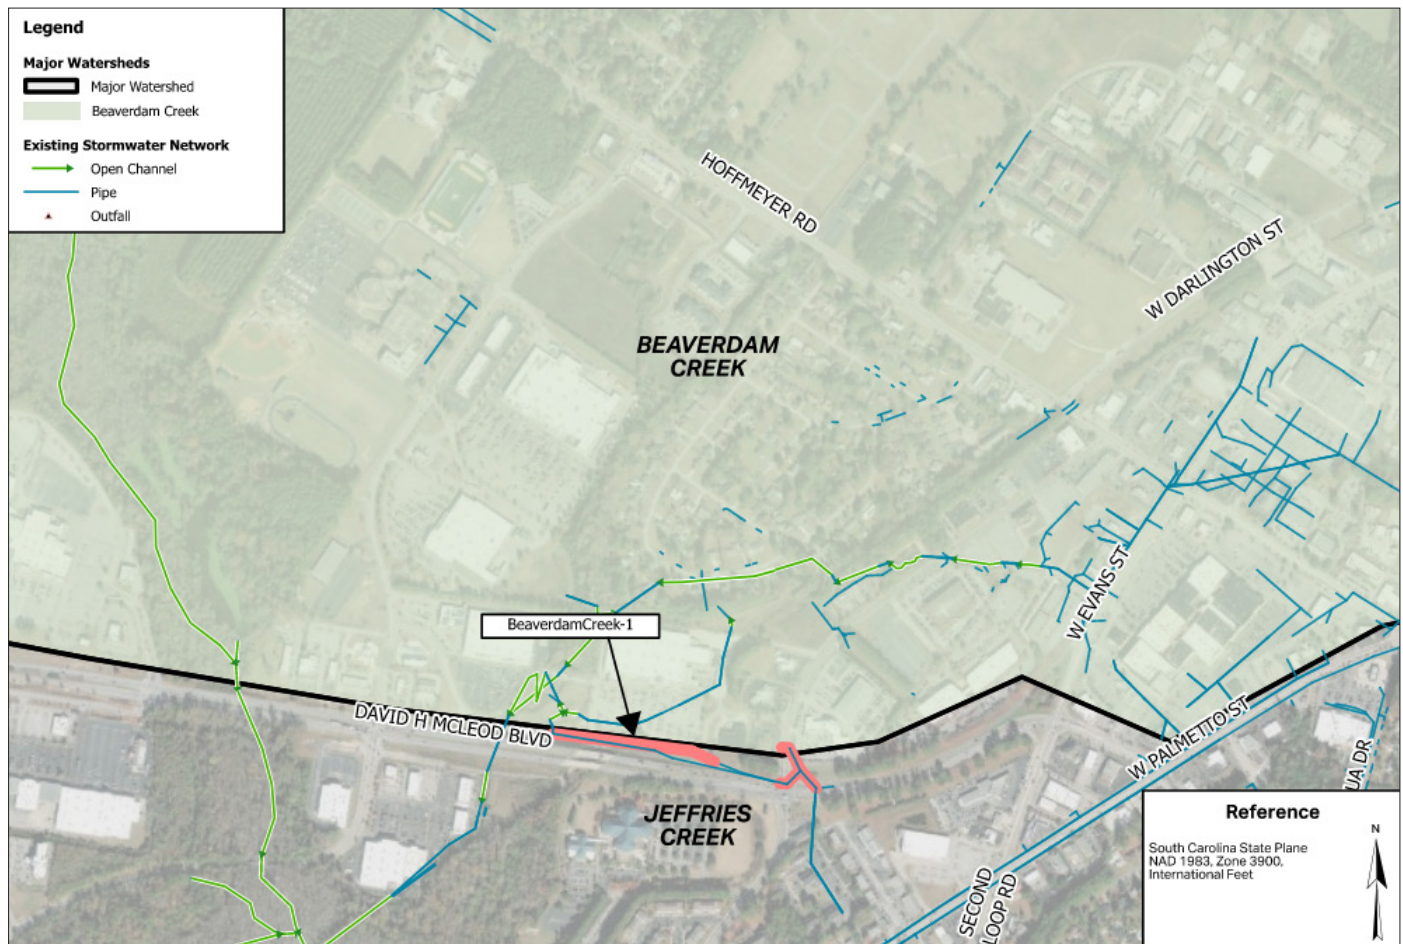 Legend
Major Watersheds
Major Watershed
Beaverdam Creek
Existing Stormwater Network
Open Channel
Pipe
Outfall
HOFFMEYER RD
W DARLINGTON ST
BEAVERDAM
CREEK
W EVANS ST
BeaverdamCreek-1
DAVID H MCLEOD BLVD
W PALMETTO ST
UA DR
JEFFRIES
CREEK
SECOND
LOOP RD
Reference
South Carolina State Plane
NAD 1983, Zone 3900,
International Feet
N